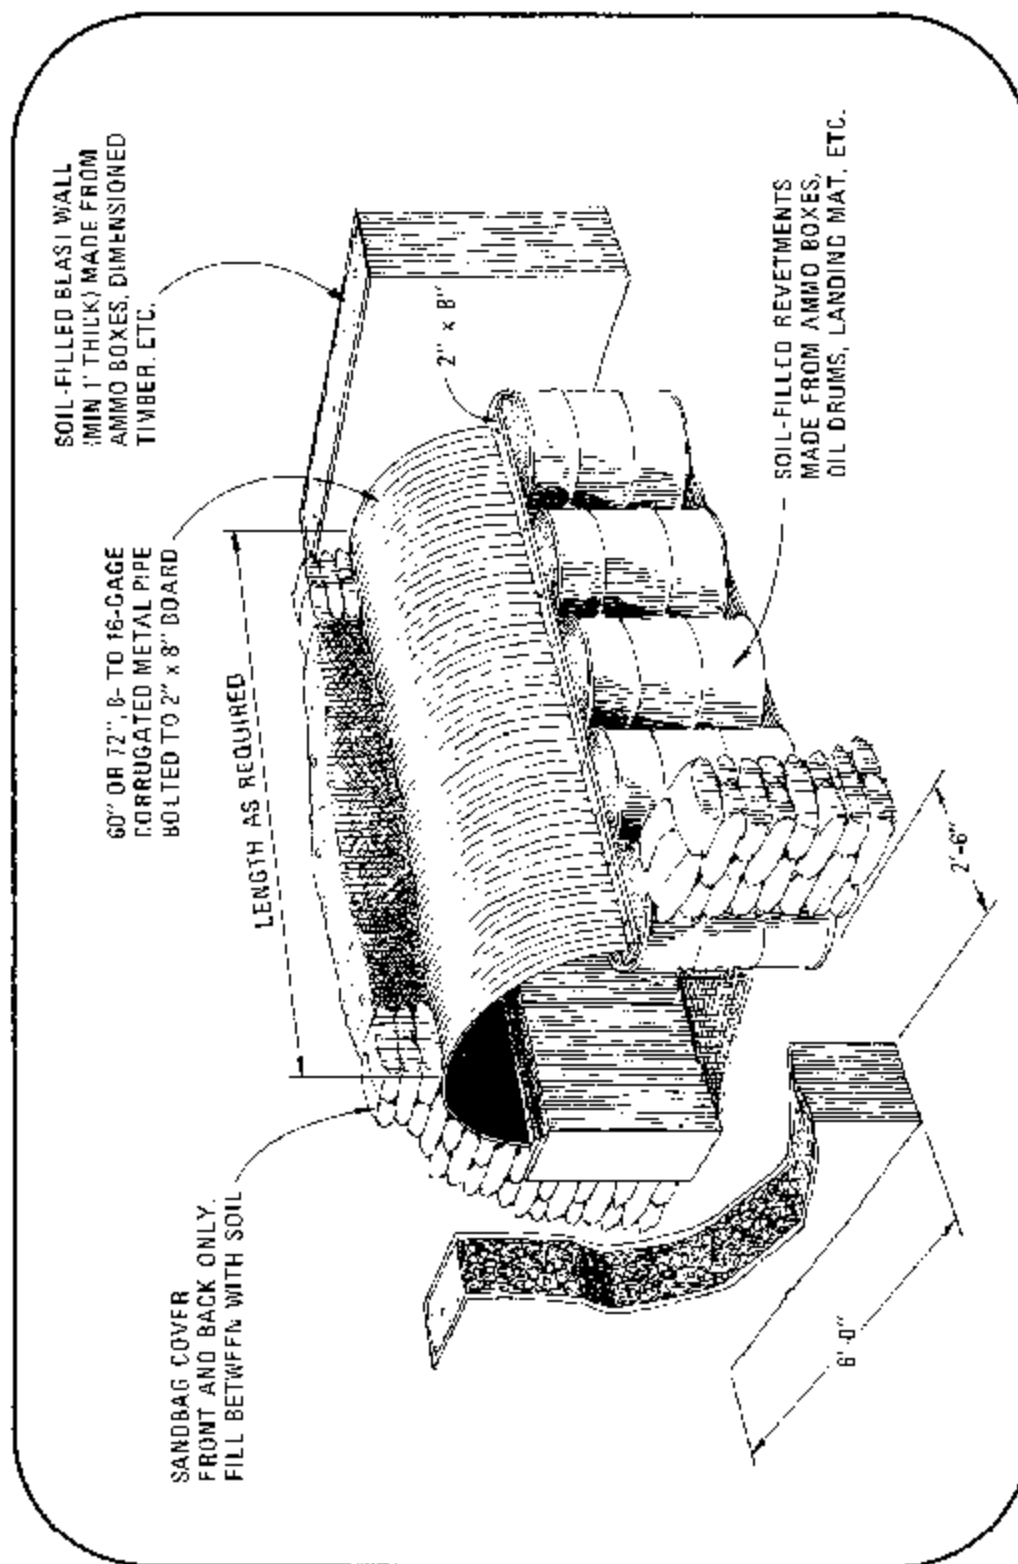 SOIL-FILLED BLAST WALL
(MIN 1' THICK) MADE FROM
AMMO BOXES, DIMENSIONED
TIMBER, ETC.
60" OR 72", 8- TO 16-GAGE
CORRUGATED METAL PIPE
BOLTED TO 2" x 8" BOARD
LENGTH AS REQUIRED
2" x 8"
SANDBAG COVER
FRONT AND BACK ONLY.
FILL BETWEEN WITH SOIL
SOIL-FILLED REVETMENTS
MADE FROM AMMO BOXES,
OIL DRUMS, LANDING MAT, ETC.
2'-6"
6'-0"